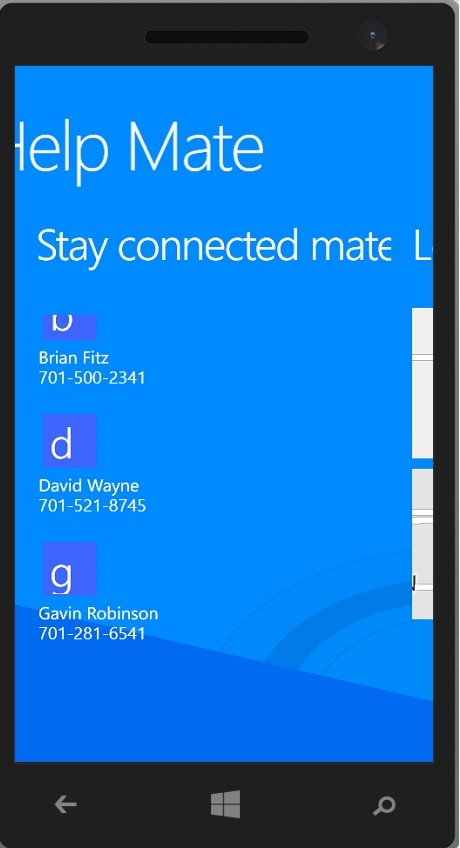 Help Mate
Stay connected mate
L
b
Brian Fitz
701-500-2341
d
David Wayne
701-521-8745
g
Gavin Robinson
701-281-6541